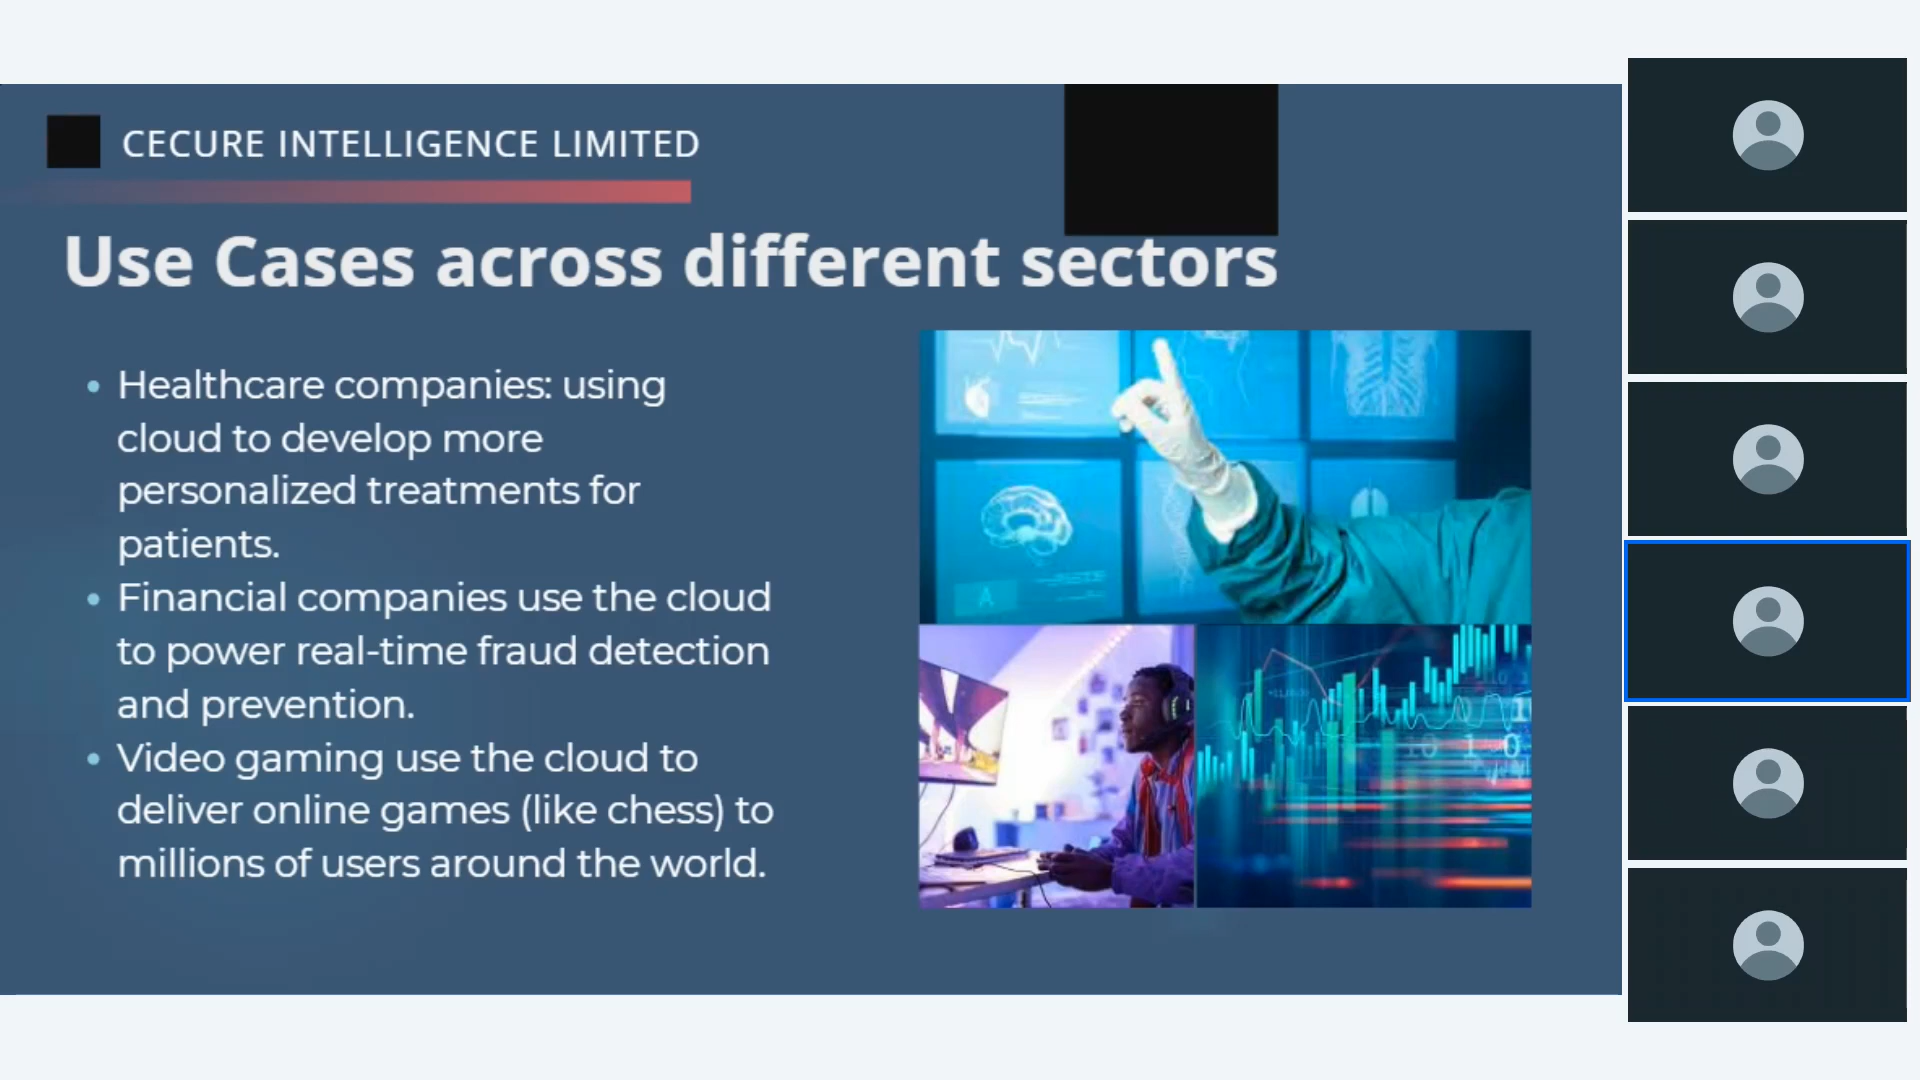 CECURE INTELLIGENCE LIMITED
Use Cases across different sectors
• Healthcare companies: using
cloud to develop more
personalized treatments for
patients.
• Financial companies use the cloud
to power real-time fraud detection
and prevention.
• Video gaming use the cloud to
deliver online games (like chess) to
millions of users around the world.
A